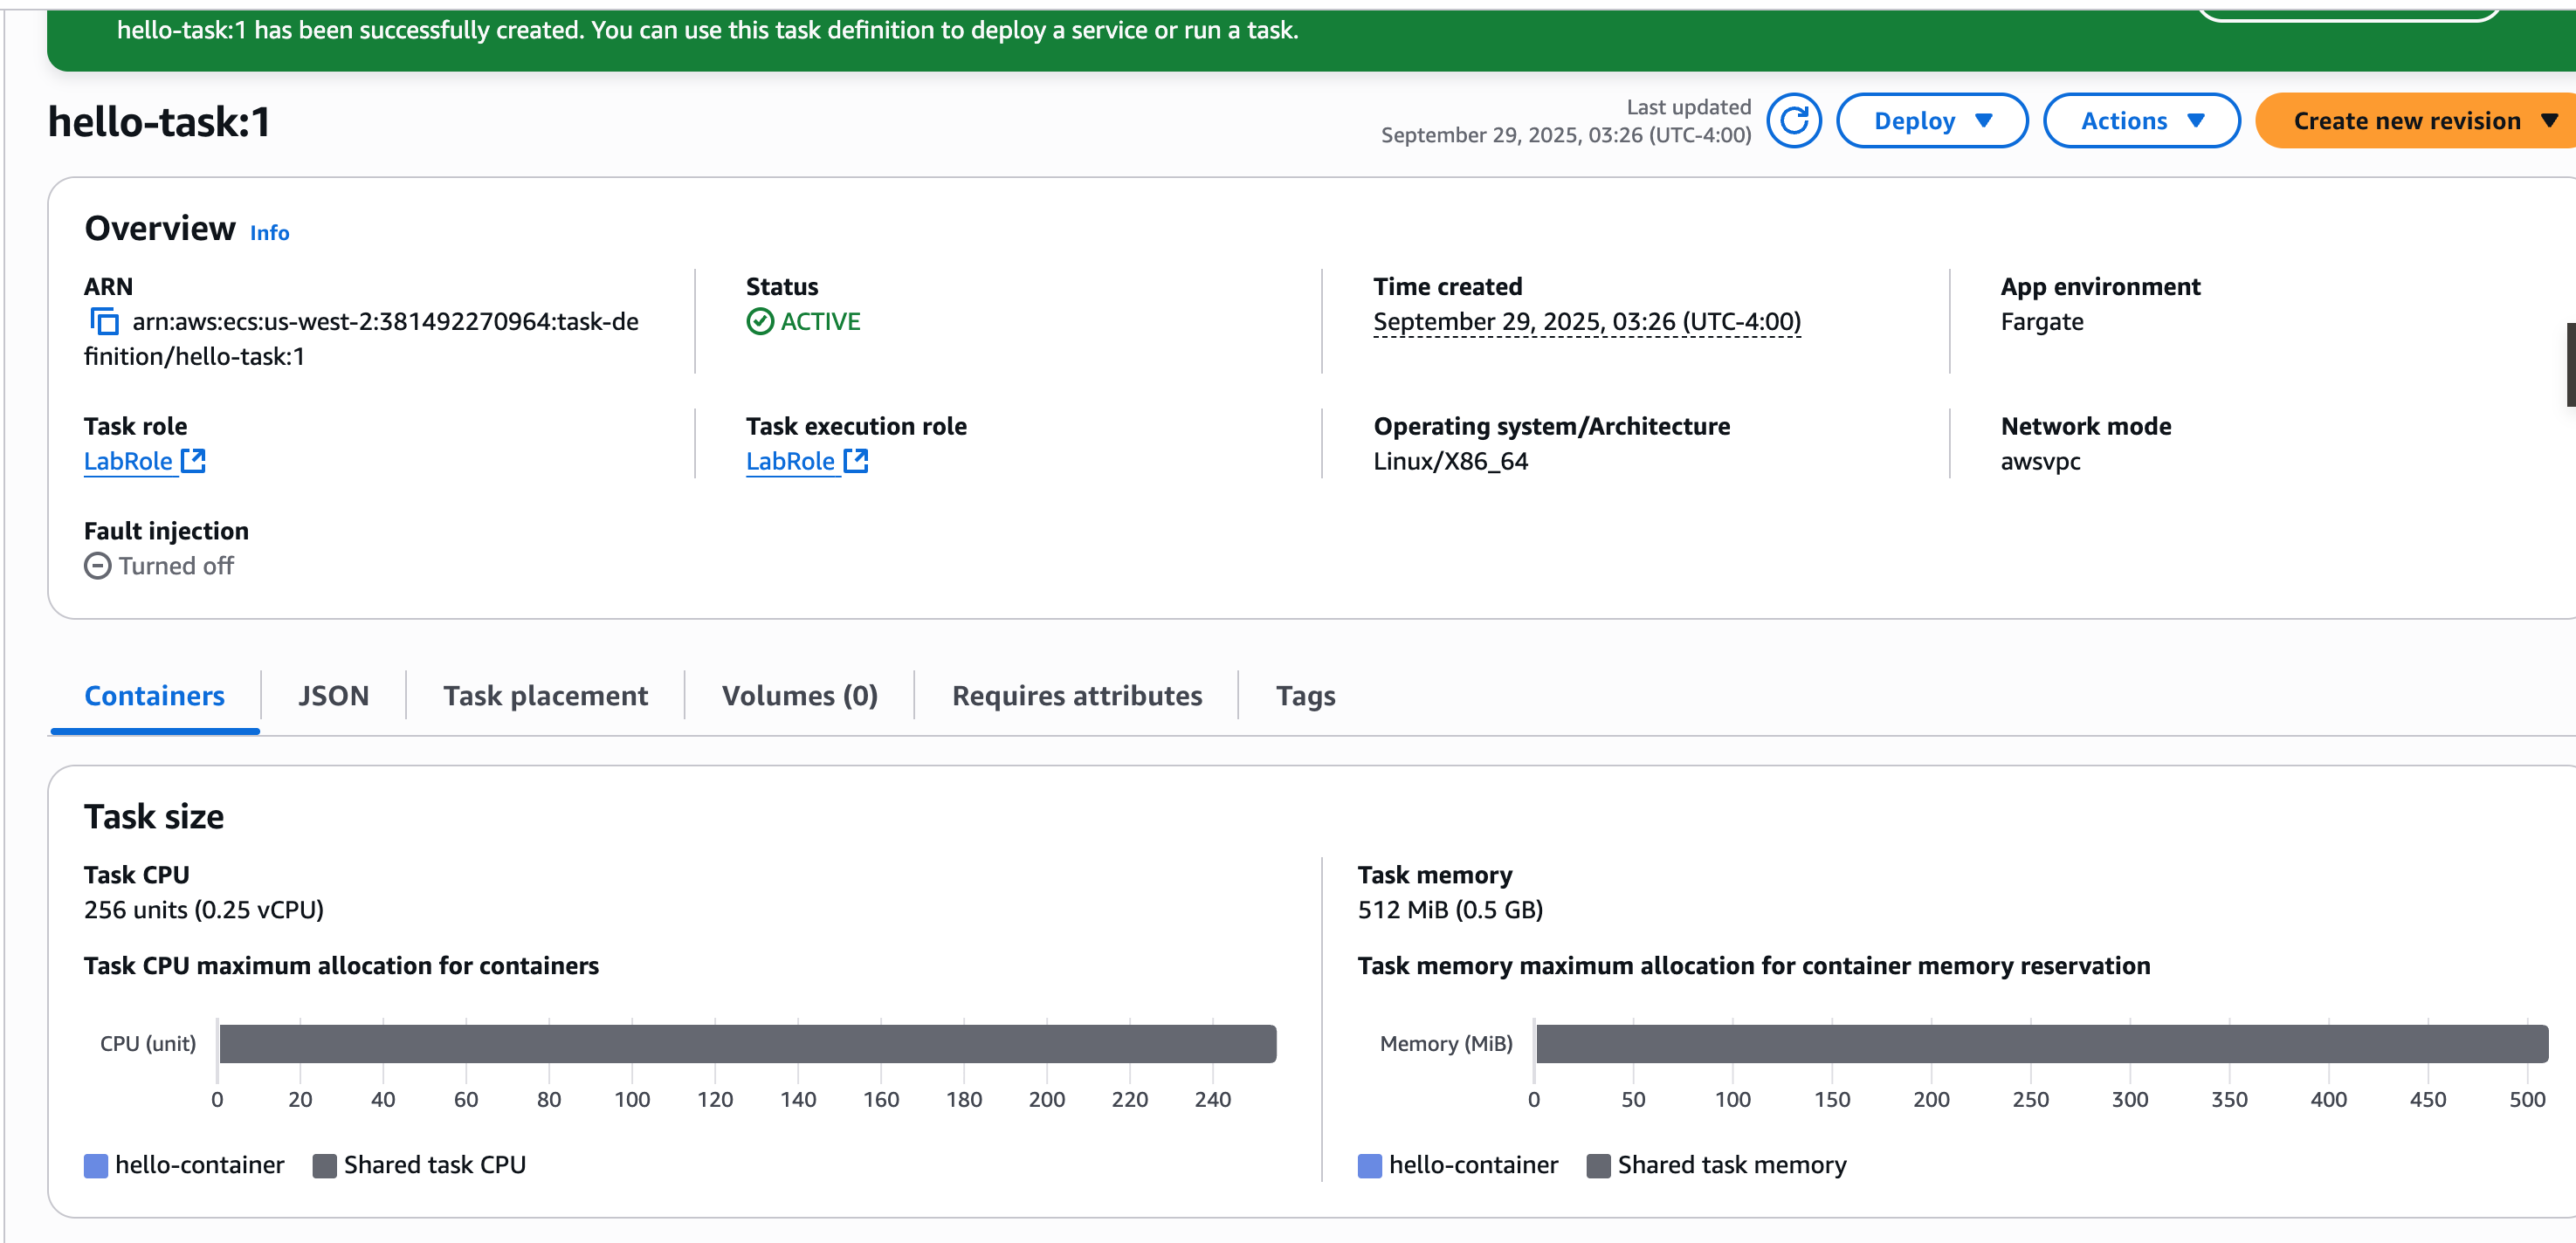 hello-task:1 has been successfully created. You can use this task definition to deploy a service or run a task.
hello-task:1
Last updated
September 29, 2025, 03:26 (UTC-4:00)
Deploy
Actions
Create new revision
Overview Info
ARN
arn:aws:ecs:us-west-2:381492270964:task-de
finition/hello-task:1
Status
ACTIVE
Time created
September 29, 2025, 03:26 (UTC-4:00)
App environment
Fargate
Task role
LabRole
Task execution role
LabRole
Operating system/Architecture
Linux/X86_64
Network mode
awsvpc
Fault injection
Turned off
Containers
JSON
Task placement
Volumes (0)
Requires attributes
Tags
Task size
Task CPU
256 units (0.25 vCPU)
Task CPU maximum allocation for containers
CPU (unit)
0 20 40 60 80 100 120 140 160 180 200 220 240
hello-container Shared task CPU
Task memory
512 MiB (0.5 GB)
Task memory maximum allocation for container memory reservation
Memory (MiB)
0 50 100 150 200 250 300 350 400 450 500
hello-container Shared task memory